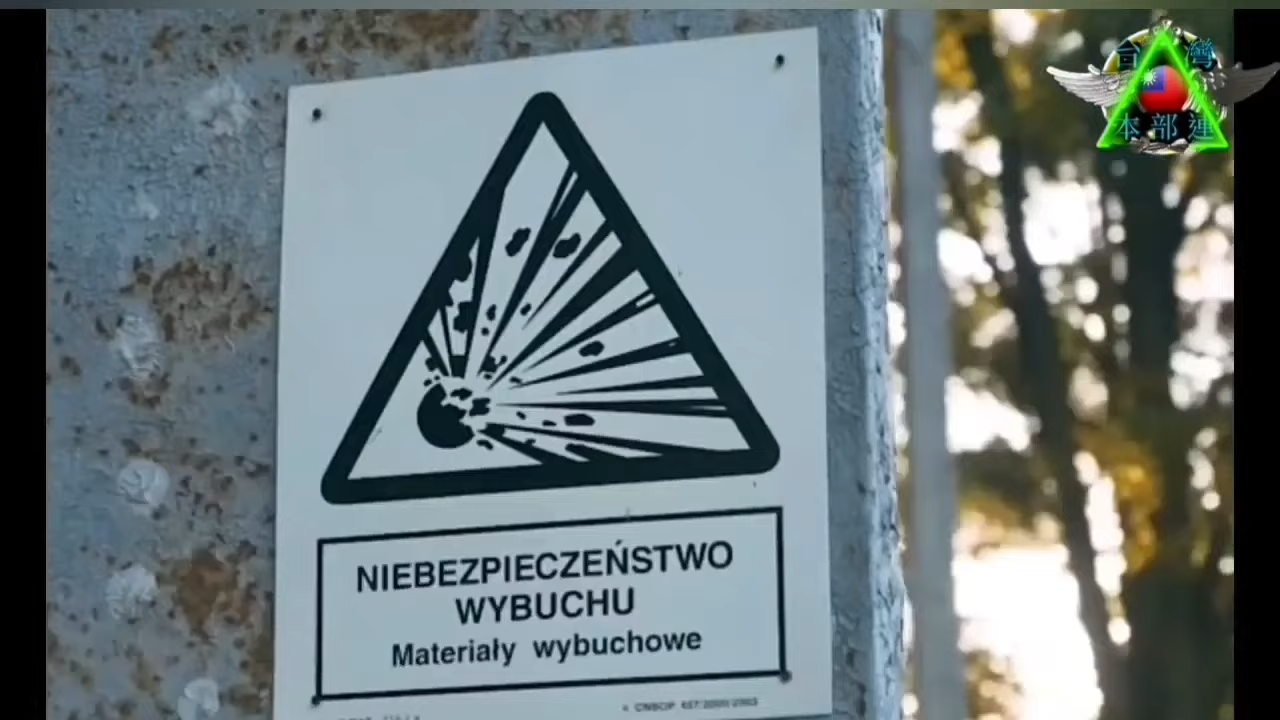 台灣
本部連
NIEBEZPIECZEŃSTWO
WYBUCHU
Materiały wybuchowe